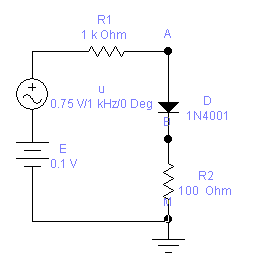 R1
1 k Ohm
A
u
0.75 V/1 kHz/0 Deg
D
1N4001
B
E
0.1 V
R2
100 Ohm
M